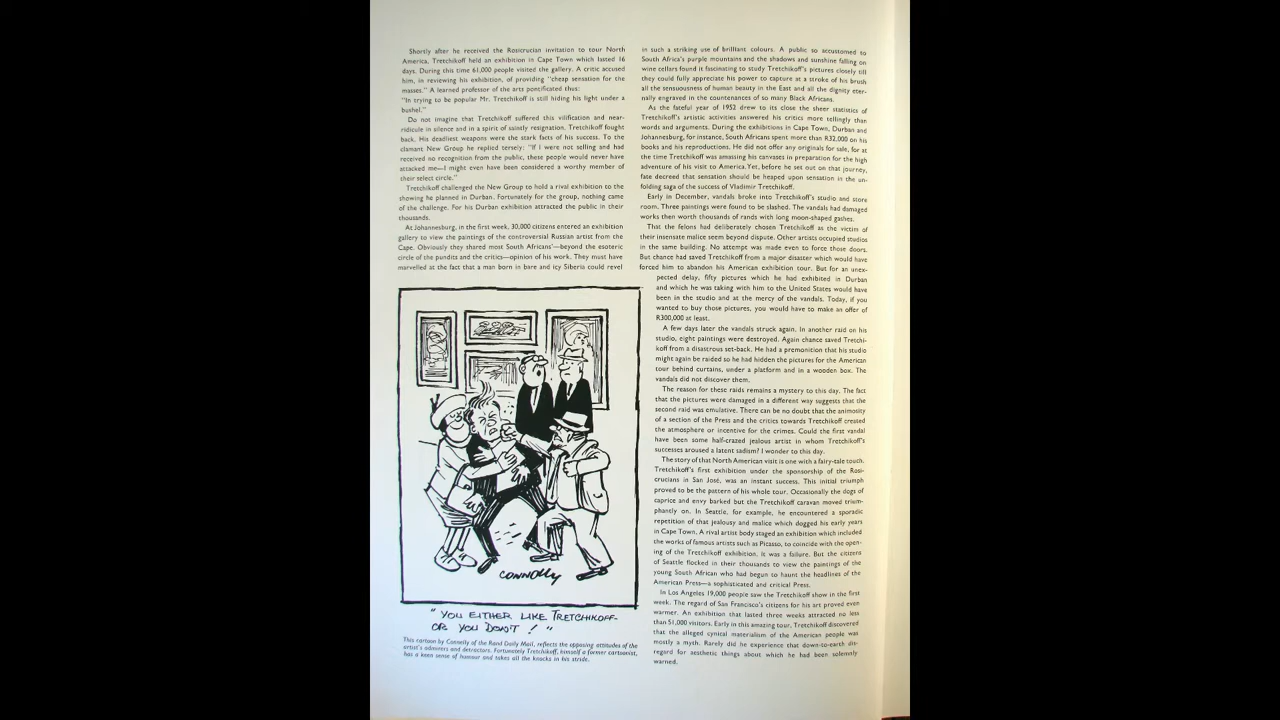 Shortly after he received the Rosicrucian invitation to tour North
America, Tretchikoff held an exhibition in Cape Town which lasted 16
days. During this time 61,000 people visited the gallery. A critic accused
him, in reviewing his exhibition, of providing "cheap sensation for the
masses." A learned professor of the arts pontificated thus:
"In trying to be popular Mr. Tretchikoff is still hiding his light under a
bushel."
Do not imagine that Tretchikoff suffered this vilification and near-
ridicule in silence and in a spirit of saintly resignation. Tretchikoff fought
back. His deadliest weapons were the stark facts of his success. To the
clamant New Group he replied tersely: "If I were not selling and had
received no recognition from the public, these people would never have
attacked me—I might even have been considered a worthy member of
their select circle."
Tretchikoff challenged the New Group to hold a rival exhibition to the
showing he planned in Durban. Fortunately for the group, nothing came
of the challenge. For his Durban exhibition attracted the public in their
thousands.
At Johannesburg, in the first week, 30,000 citizens entered an exhibition
gallery to view the paintings of the controversial Russian artist from the
Cape. Obviously they shared most South Africans'—beyond the esoteric
circle of the pundits and the critics—opinion of his work. They must have
marvelled at the fact that a man born in bare and icy Siberia could revel
CONNOLLY
"YOU EITHER LIKE TRETCHIKOFF-
OR YOU DON'T! "
This cartoon by Connolly of the Rand Daily Mail, reflects the opposing attitudes of the
artist's admirers and detractors. Fortunately Tretchikoff, himself a former cartoonist,
has a keen sense of humour and takes all the knocks in his stride.
in such a striking use of brilliant colours. A public so accustomed to
South Africa's purple mountains and the shadows and sunshine falling on
wine cellars found it fascinating to study Tretchikoff's pictures closely till
they could fully appreciate his power to capture at a stroke of his brush
all the sensuousness of human beauty in the East and all the dignity eter-
nally engraved in the countenances of so many Black Africans.
As the fateful year of 1952 drew to its close the sheer statistics of
Tretchikoff's artistic activities answered his critics more tellingly than
words and arguments. During the exhibitions in Cape Town, Durban and
Johannesburg, for instance, South Africans spent more than R32,000 on his
books and his reproductions. He did not offer any originals for sale, for at
the time Tretchikoff was amassing his canvases in preparation for the high
adventure of his visit to America. Yet, before he set out on that journey,
fate decreed that sensation should be heaped upon sensation in the un-
folding saga of the success of Vladimir Tretchikoff.
Early in December, vandals broke into Tretchikoff's studio and store
room. Three paintings were found to be slashed. The vandals had damaged
works then worth thousands of rands with long moon-shaped gashes.
That the felons had deliberately chosen Tretchikoff as the victim of
their insensate malice seem beyond dispute. Other artists occupied studios
in the same building. No attempt was made even to force those doors.
But chance had saved Tretchikoff from a major disaster which would have
forced him to abandon his American exhibition tour. But for an unex-
pected delay, fifty pictures which he had exhibited in Durban
and which he was taking with him to the United States would have
been in the studio and at the mercy of the vandals. Today, if you
wanted to buy those pictures, you would have to make an offer of
R300,000 at least.
A few days later the vandals struck again. In another raid on his
studio, eight paintings were destroyed. Again chance saved Tretchi-
koff from a disastrous set-back. He had a premonition that his studio
might again be raided so he had hidden the pictures for the American
tour behind curtains, under a platform and in a wooden box. The
vandals did not discover them.
The reason for these raids remains a mystery to this day. The fact
that the pictures were damaged in a different way suggests that the
second raid was emulative. There can be no doubt that the animosity
of a section of the Press and the critics towards Tretchikoff created
the atmosphere or incentive for the crimes. Could the first vandal
have been some half-crazed jealous artist in whom Tretchikoff's
successes aroused a latent sadism? I wonder to this day.
The story of that North American visit is one with a fairy-tale touch.
Tretchikoff's first exhibition under the sponsorship of the Rosi-
crucians in San José, was an instant success. This initial triumph
proved to be the pattern of his whole tour. Occasionally the dogs of
caprice and envy barked but the Tretchikoff caravan moved trium-
phantly on. In Seattle, for example, he encountered a sporadic
repetition of that jealousy and malice which dogged his early years
in Cape Town. A rival artist body staged an exhibition which included
the works of famous artists such as Picasso, to coincide with the open-
ing of the Tretchikoff exhibition. It was a failure. But the citizens
of Seattle flocked in their thousands to view the paintings of the
young South African who had begun to haunt the headlines of the
American Press—a sophisticated and critical Press.
In Los Angeles 19,000 people saw the Tretchikoff show in the first
week. The regard of San Francisco's citizens for his art proved even
warmer. An exhibition that lasted three weeks attracted no less
than 51,000 visitors. Early in this amazing tour, Tretchikoff discovered
that the alleged cynical materialism of the American people was
mostly a myth. Rarely did he experience that down-to-earth dis-
regard for aesthetic things about which he had been solemnly
warned.